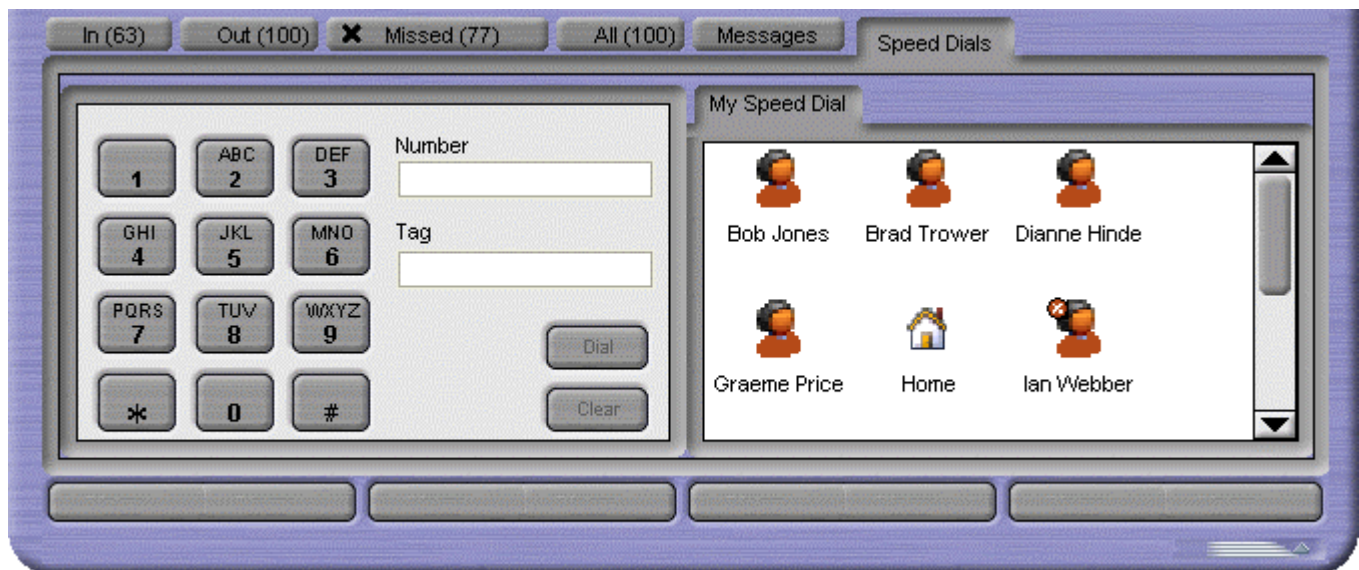 In (63) Out (100) Missed (77) All (100) Messages Speed Dials
My Speed Dial
1 ABC 2 DEF 3
GHI 4 JKL 5 MNO 6
PQRS 7 TUV 8 WXYZ 9
* 0 #
Number
Tag
Dial
Clear
Bob Jones Brad Trower Dianne Hinde
Graeme Price Home Ian Webber